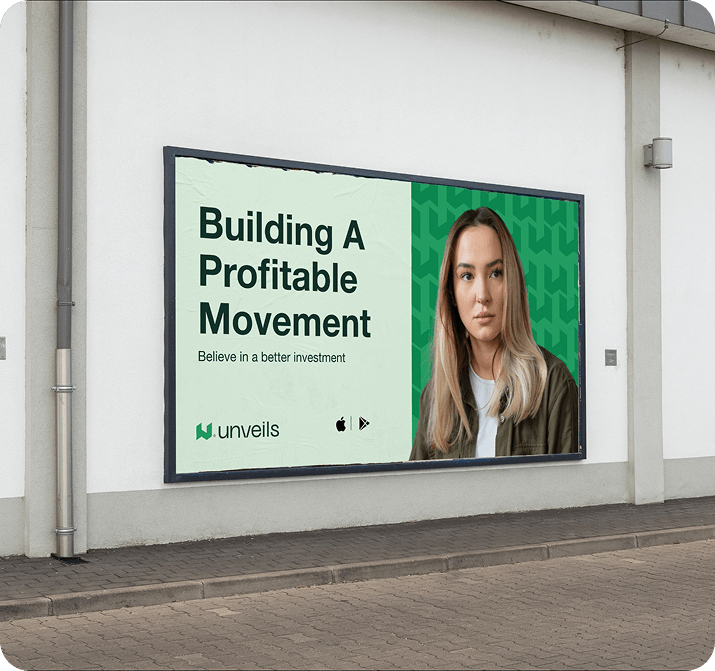 Building A
Profitable
Movement
Believe in a better investment
unveils